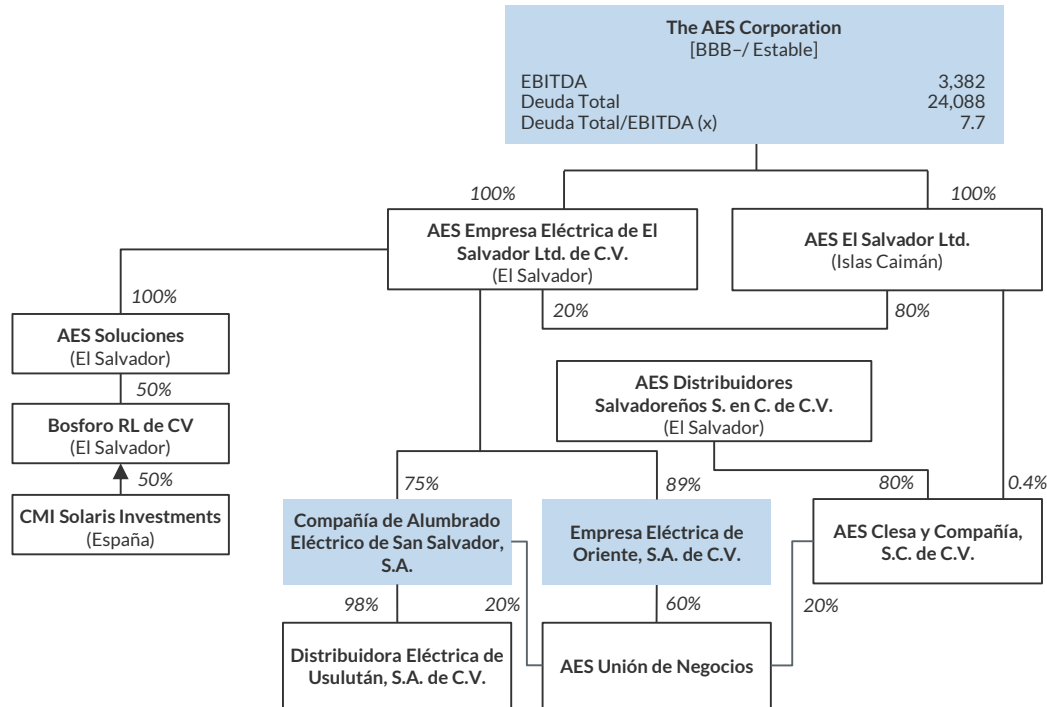 The AES Corporation
[BBB–/ Estable]
EBITDA 3,382
Deuda Total 24,088
Deuda Total/EBITDA (x) 7.7
100% 100%
AES Empresa Eléctrica de El
Salvador Ltd. de C.V.
(El Salvador)
AES El Salvador Ltd.
(Islas Caimán)
100%
20% 80%
AES Soluciones
(El Salvador)
50%
AES Distribuidores
Salvadoreños S. en C. de C.V.
(El Salvador)
Bosforo RL de CV
(El Salvador)
50%
75% 89% 80% 0.4%
CMI Solaris Investments
(España)
Compañía de Alumbrado
Eléctrico de San Salvador,
S.A.
Empresa Eléctrica de
Oriente, S.A. de C.V.
AES Clesa y Compañía,
S.C. de C.V.
98% 20% 60% 20%
Distribuidora Eléctrica de
Usulután, S.A. de C.V.
AES Unión de Negocios